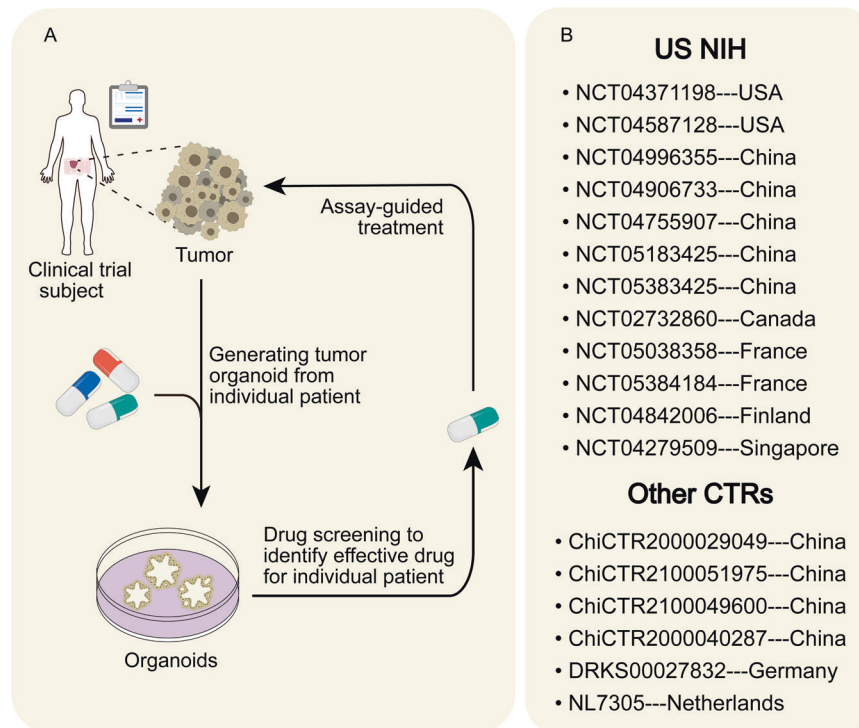 A
Clinical trial
subject
Tumor
Assay-guided
treatment
Generating tumor
organoid from
individual patient
Drug screening to
identify effective drug
for individual patient
Organoids
B
US NIH
• NCT04371198---USA
• NCT04587128---USA
• NCT04996355---China
• NCT04906733---China
• NCT04755907---China
• NCT05183425---China
• NCT05383425---China
• NCT02732860---Canada
• NCT05038358---France
• NCT05384184---France
• NCT04842006---Finland
• NCT04279509---Singapore
Other CTRs
• ChiCTR2000029049---China
• ChiCTR2100051975---China
• ChiCTR2100049600---China
• ChiCTR2000040287---China
• DRKS00027832---Germany
• NL7305---Netherlands